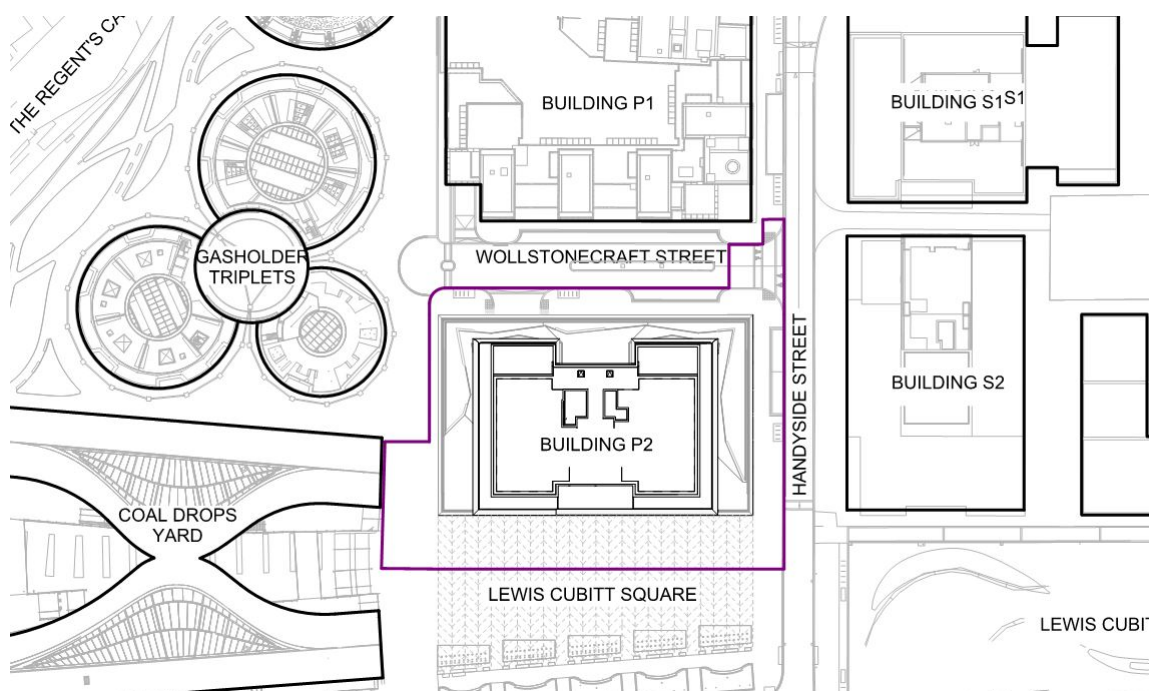 THE REGENT'S CA
BUILDING P1
BUILDING S1
S1
GASHOLDER
TRIPLETS
WOLLSTONECRAFT STREET
HANDYSIDE STREET
BUILDING S2
BUILDING P2
COAL DROPS
YARD
LEWIS CUBITT SQUARE
LEWIS CUBIT